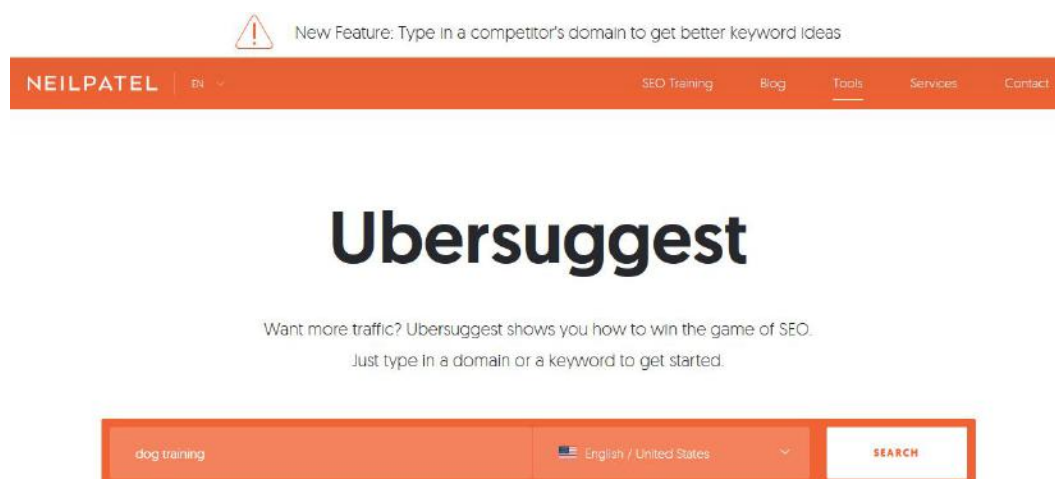 New Feature: Type in a competitor's domain to get better keyword ideas
NEILPATEL EN SEO Training Blog Tools Services Contact
Ubersuggest
Want more traffic? Ubersuggest shows you how to win the game of SEO.
Just type in a domain or a keyword to get started.
dog training English / United States SEARCH